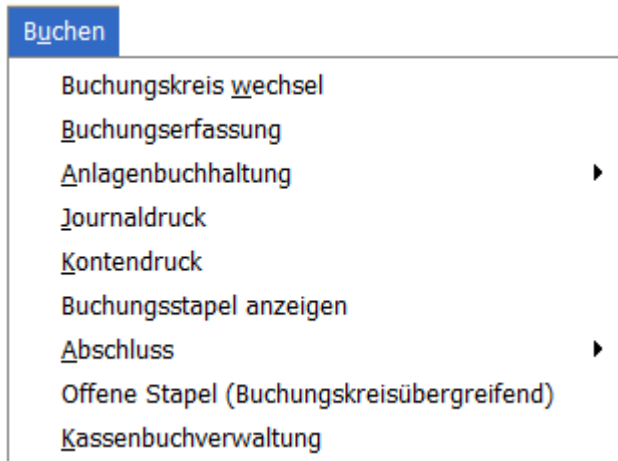 Buchen
Buchungskreis wechsel
Buchungserfassung
Anlagenbuchhaltung
Journaldruck
Kontendruck
Buchungsstapel anzeigen
Abschluss
Offene Stapel (Buchungskreisübergreifend)
Kassenbuchverwaltung